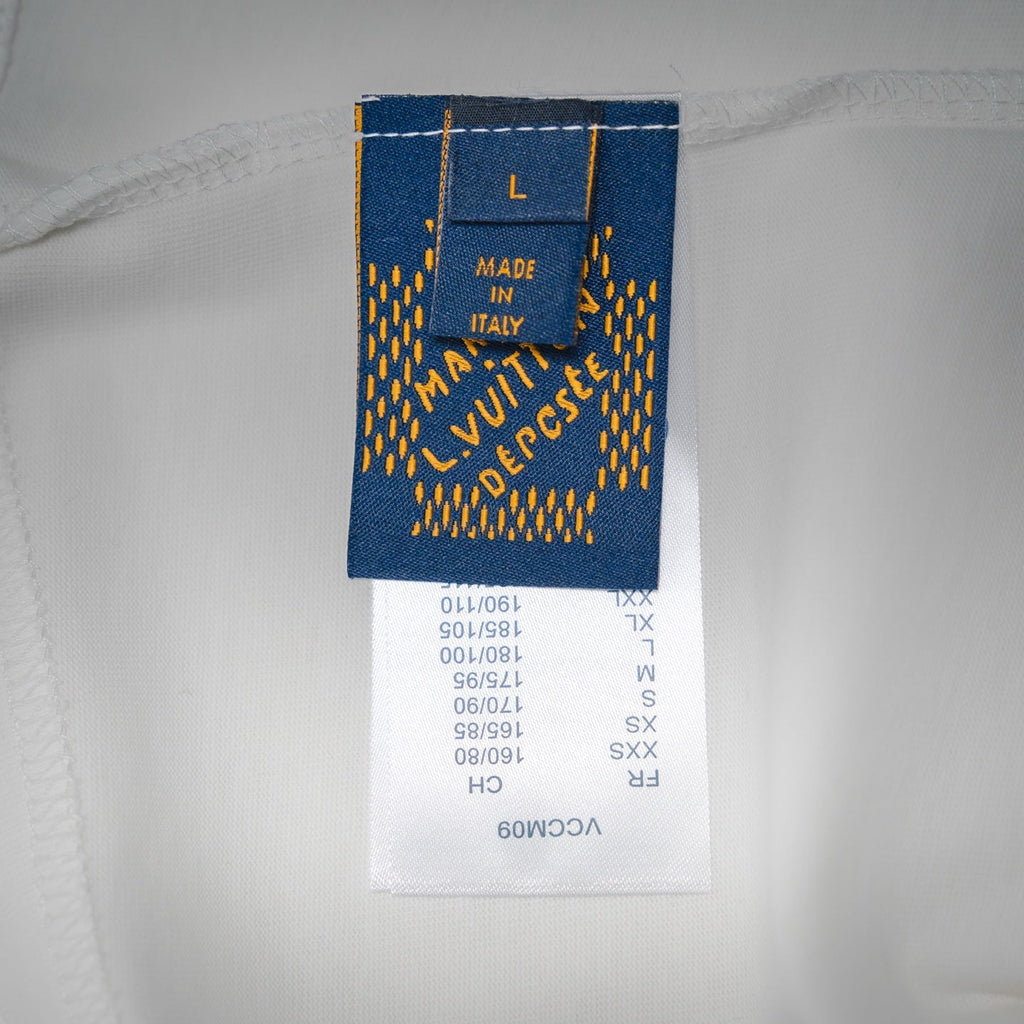 L
MADE
IN
ITALY
L.VUITTON
DÉPOSÉE
VCCM09
FR CH
XXS 160/80
XS 165/85
S 170/90
M 175/95
L 180/100
XL 185/105
XXL 190/110